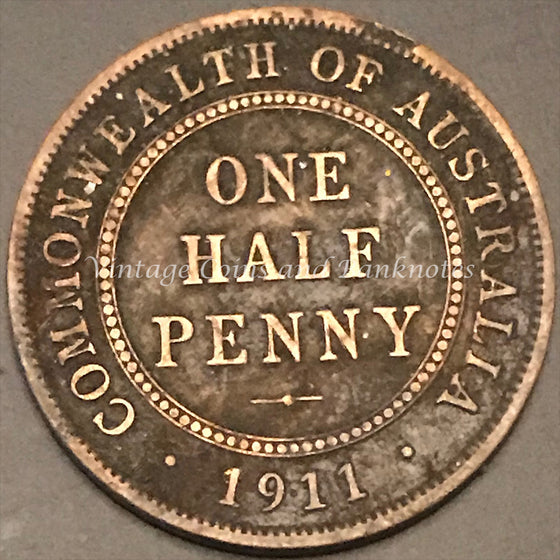 COMMONWEALTH OF AUSTRALIA
ONE
HALF
PENNY
· 1911 ·
Vintage Coins and Banknotes